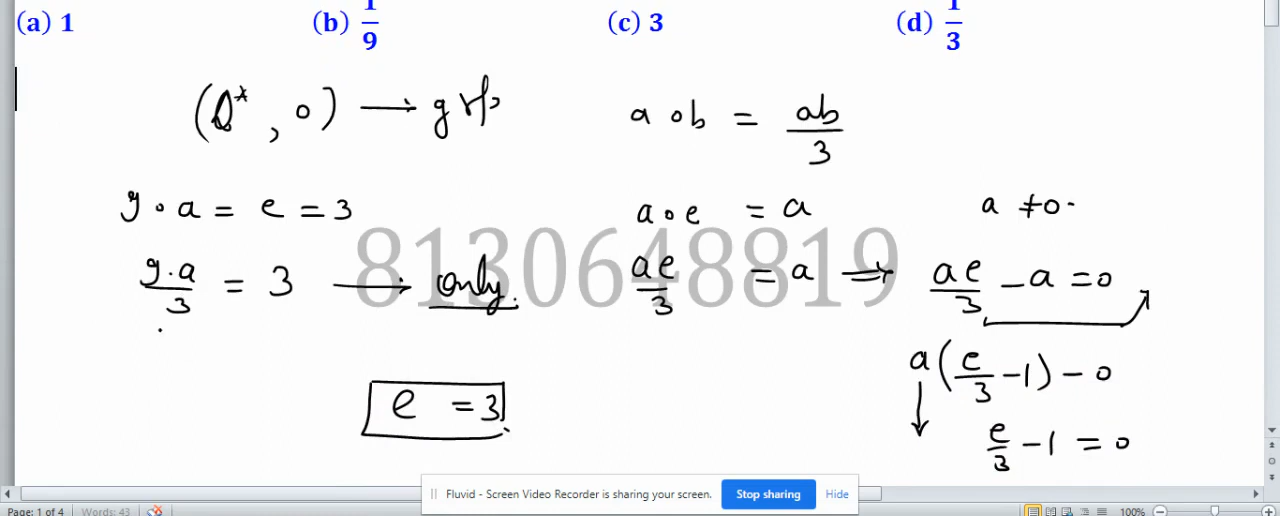 (a) 1 (b) 1/9 (c) 3 (d) 1/3
(Q*, o) → grp a o b = ab/3
y o a = e = 3 a o e = a a ≠ 0.
y.a/3 = 3 → only. ae/3 = a ⇒ ae/3 - a = 0
8130648819
a(e/3 - 1) - 0
e = 3
e/3 - 1 = 0
Fluvid - Screen Video Recorder is sharing your screen. Stop sharing Hide
Page: 1 of 4 Words: 43 100%